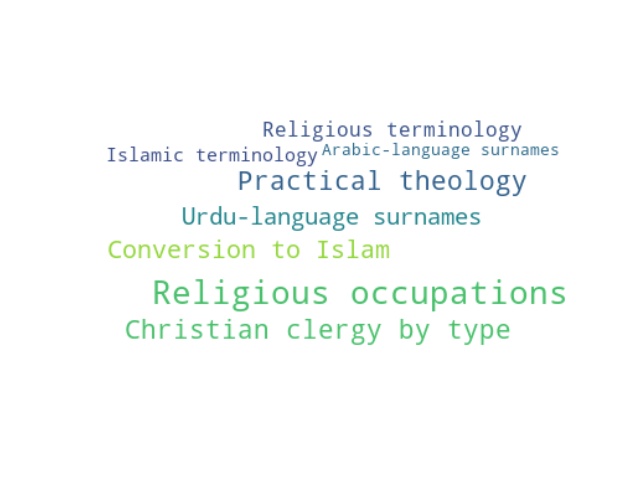 Religious terminology
Islamic terminology Arabic-language surnames
Practical theology
Urdu-language surnames
Conversion to Islam
Religious occupations
Christian clergy by type